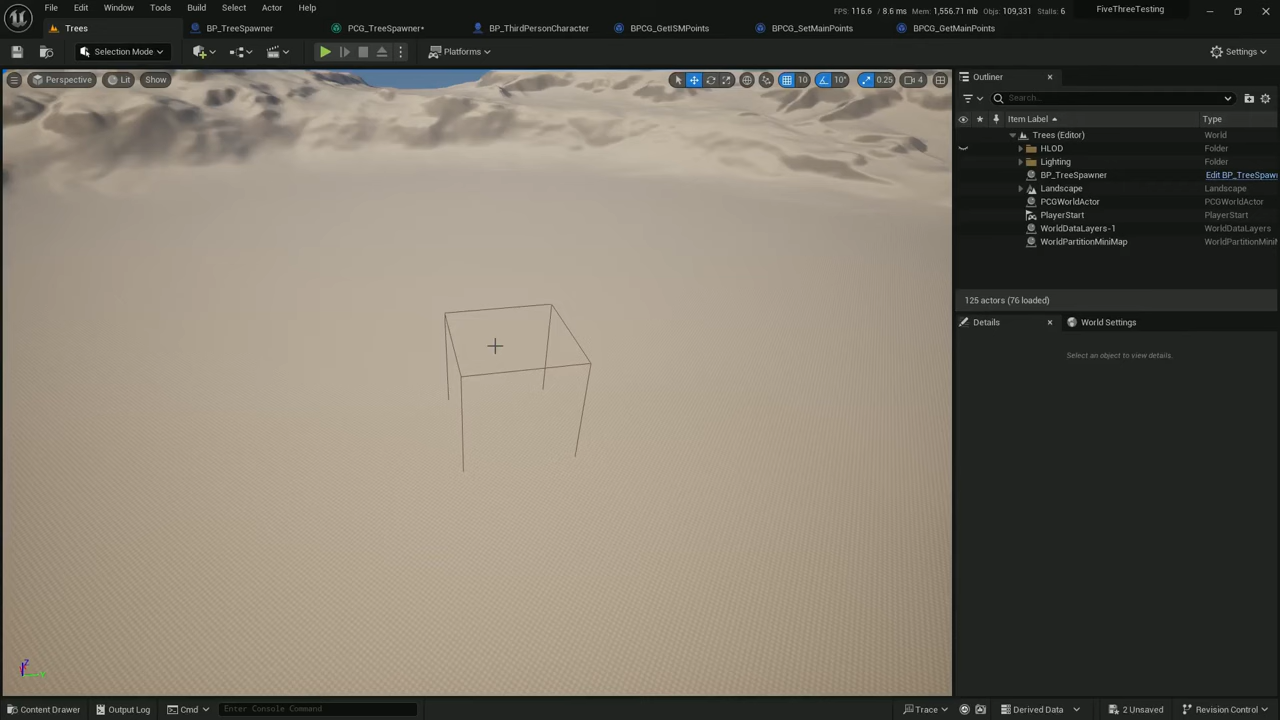 File Edit Window Tools Build Select Actor Help
FPS: 116.6 / 8.6 ms Mem: 1,556.71 mb Objs: 109,331 Stalls: 6
FiveThreeTesting
Trees
BP_TreeSpawner
PCG_TreeSpawner*
BP_ThirdPersonCharacter
BPCG_GetISMPoints
BPCG_SetMainPoints
BPCG_GetMainPoints
Selection Mode
Platforms
Settings
Perspective
Lit
Show
10
10°
0.25
4
Outliner
Search...
Item Label Type
Trees (Editor) World
HLOD Folder
Lighting Folder
BP_TreeSpawner Edit BP_TreeSpawn
Landscape Landscape
PCGWorldActor PCGWorldActor
PlayerStart PlayerStart
WorldDataLayers-1 WorldDataLayers
WorldPartitionMiniMap WorldPartitionMini
125 actors (76 loaded)
Details
World Settings
Select an object to view details.
Z
Y
Content Drawer
Output Log
Cmd
Enter Console Command
Trace
Derived Data
2 Unsaved
Revision Control